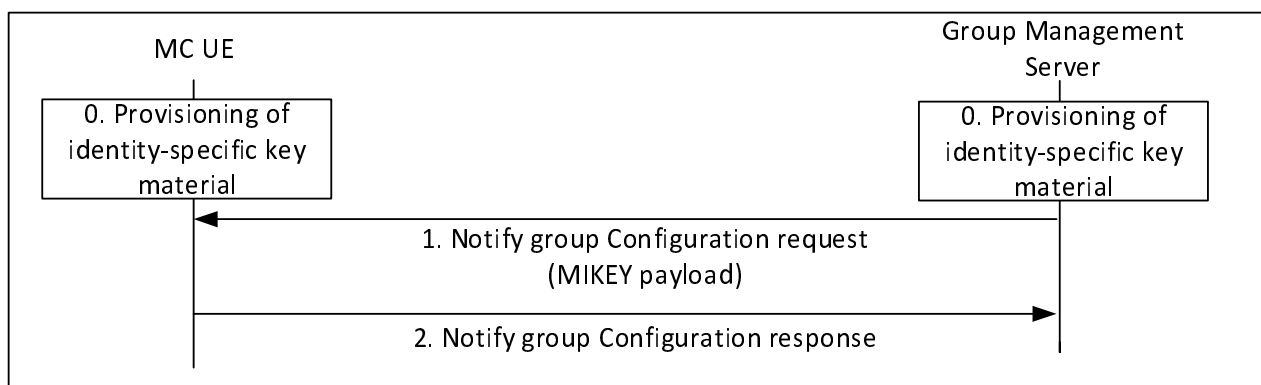 MC UE
Group Management
Server
0. Provisioning of
identity-specific key
material
0. Provisioning of
identity-specific key
material
1. Notify group Configuration request
(MIKEY payload)
2. Notify group Configuration response